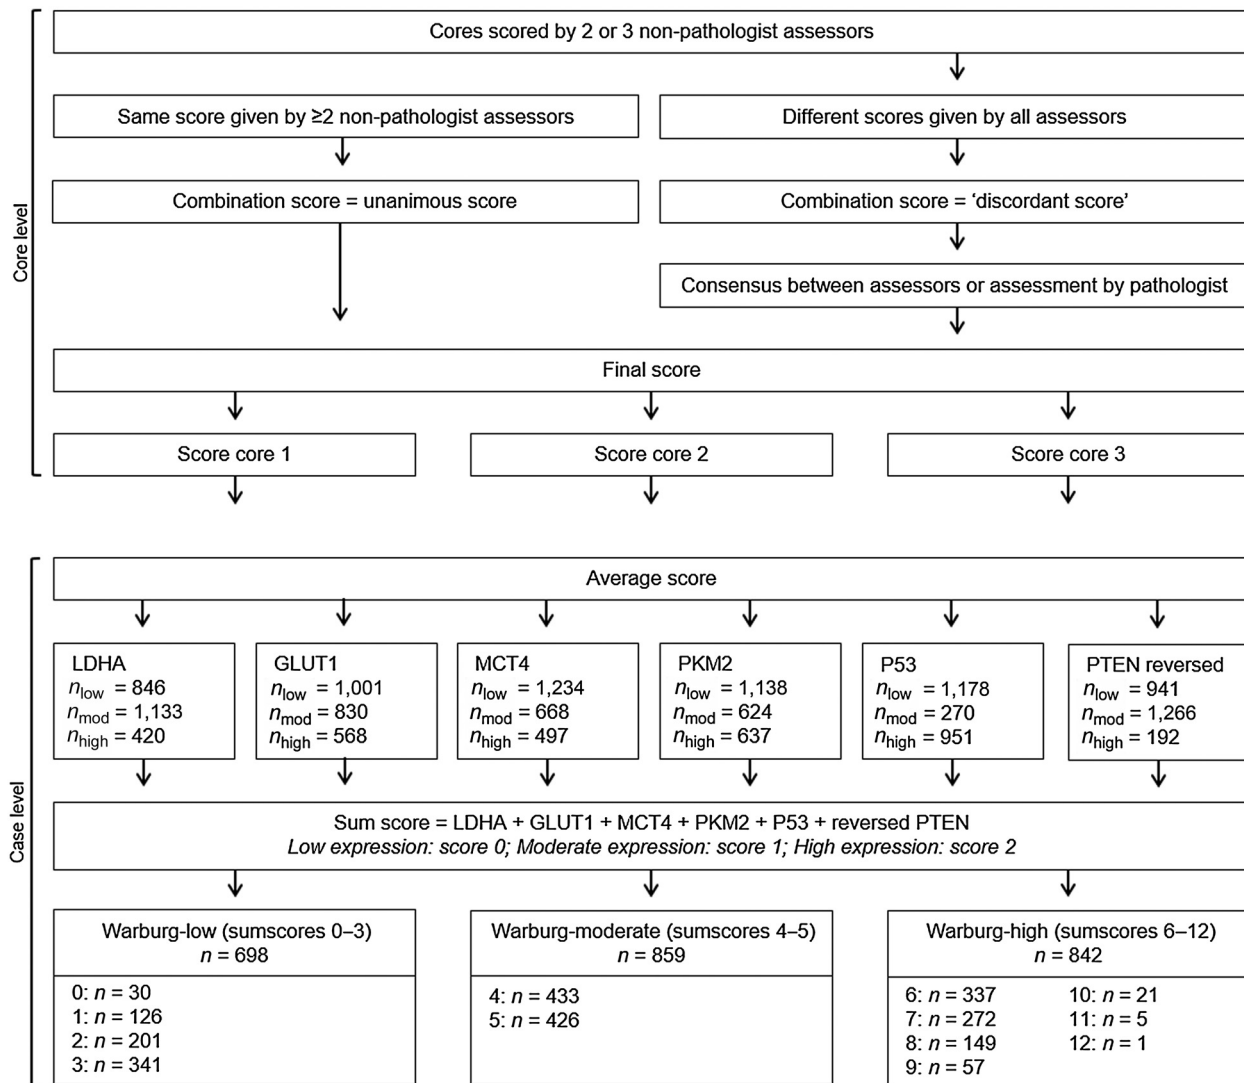 Cores scored by 2 or 3 non-pathologist assessors
Same score given by ≥2 non-pathologist assessors
Different scores given by all assessors
Combination score = unanimous score
Combination score = ‘discordant score’
Consensus between assessors or assessment by pathologist
Final score
Score core 1
Score core 2
Score core 3
Core level
Average score
LDHA
nlow = 846
nmod = 1,133
nhigh = 420
GLUT1
nlow = 1,001
nmod = 830
nhigh = 568
MCT4
nlow = 1,234
nmod = 668
nhigh = 497
PKM2
nlow = 1,138
nmod = 624
nhigh = 637
P53
nlow = 1,178
nmod = 270
nhigh = 951
PTEN reversed
nlow = 941
nmod = 1,266
nhigh = 192
Sum score = LDHA + GLUT1 + MCT4 + PKM2 + P53 + reversed PTEN
Low expression: score 0; Moderate expression: score 1; High expression: score 2
Warburg-low (sumscores 0–3)
n = 698
0: n = 30
1: n = 126
2: n = 201
3: n = 341
Warburg-moderate (sumscores 4–5)
n = 859
4: n = 433
5: n = 426
Warburg-high (sumscores 6–12)
n = 842
6: n = 337
7: n = 272
8: n = 149
9: n = 57
10: n = 21
11: n = 5
12: n = 1
Case level